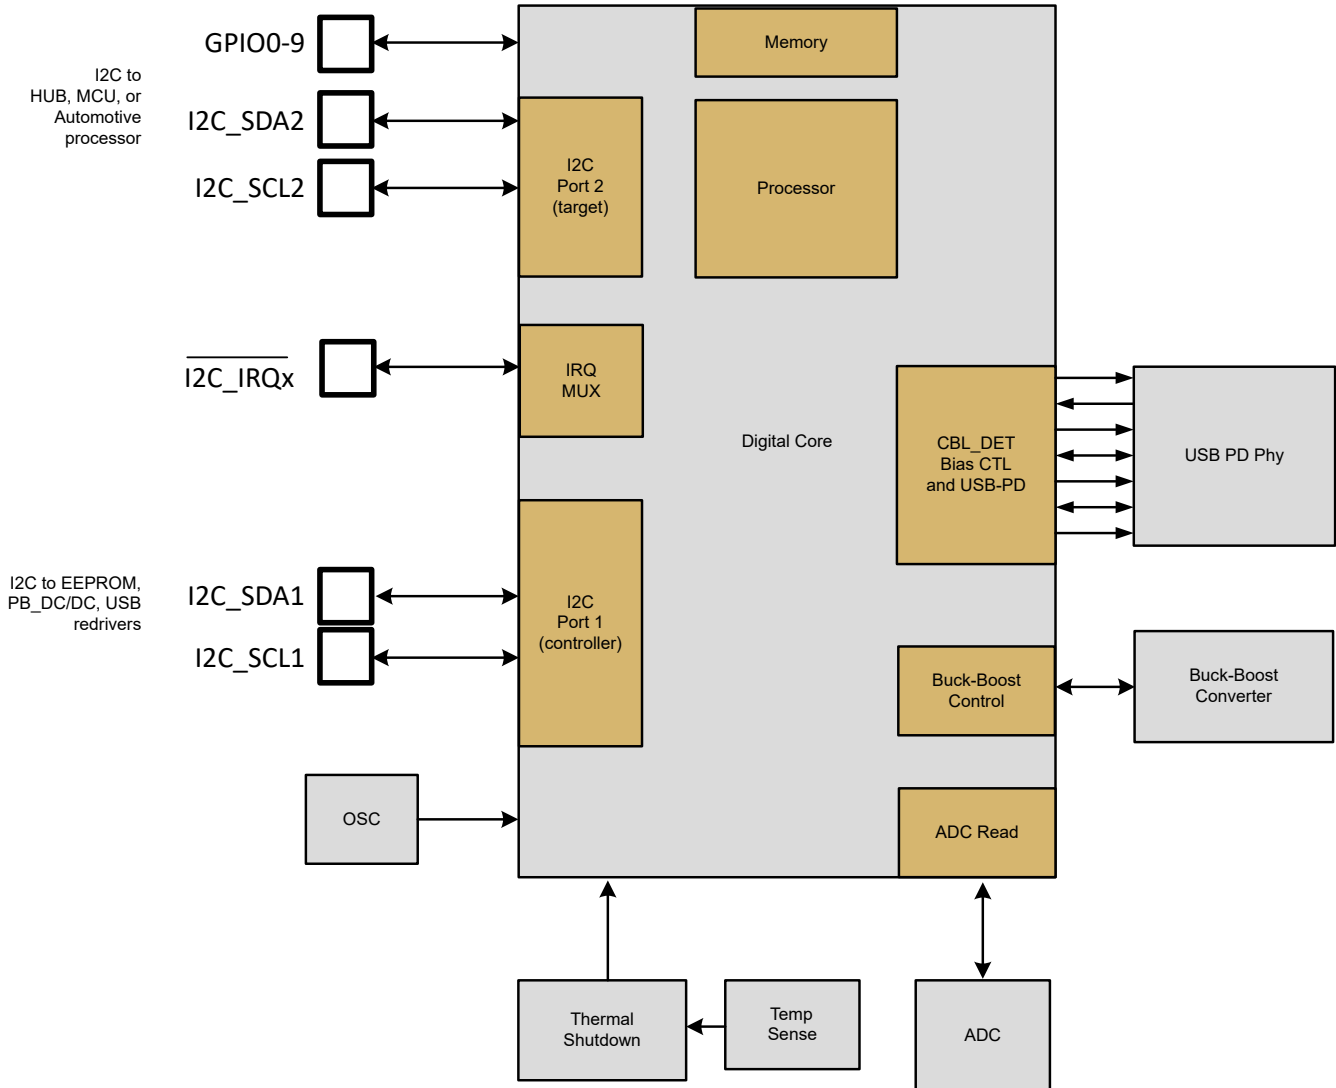 GPIO0-9
I2C to
HUB, MCU, or
Automotive
processor
I2C_SDA2
I2C_SCL2
I2C_IRQx
I2C to EEPROM,
PB_DC/DC, USB
redrivers
I2C_SDA1
I2C_SCL1
OSC
Memory
I2C
Port 2
(target)
Processor
IRQ
MUX
Digital Core
CBL_DET
Bias CTL
and USB-PD
USB PD Phy
I2C
Port 1
(controller)
Buck-Boost
Control
Buck-Boost
Converter
ADC Read
Thermal
Shutdown
Temp
Sense
ADC